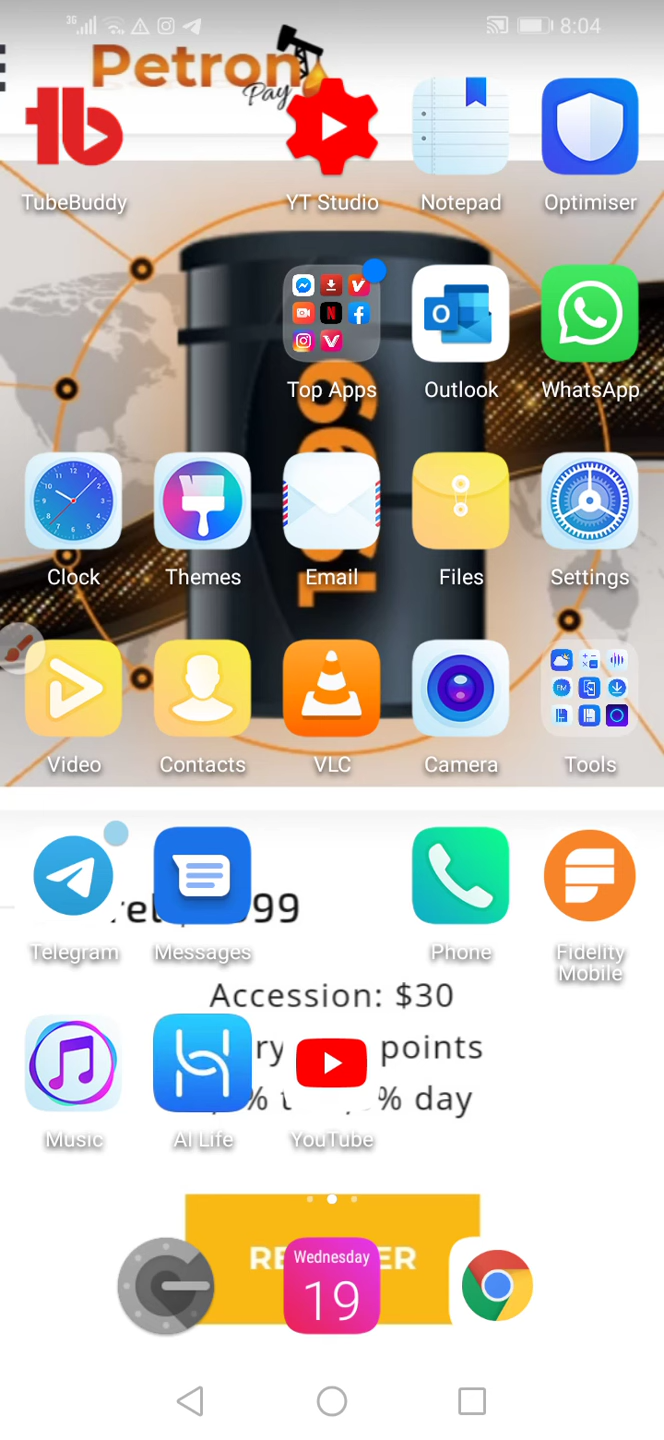 3G
8:04
Petron
Pay
TubeBuddy
YT Studio
Notepad
Optimiser
Top Apps
Outlook
WhatsApp
Clock
Themes
Email
Files
Settings
Video
Contacts
VLC
Camera
Tools
Telegram
Messages
Phone
Fidelity
Mobile
99
Accession: $30
points
% day
Music
AI Life
YouTube
Wednesday
19